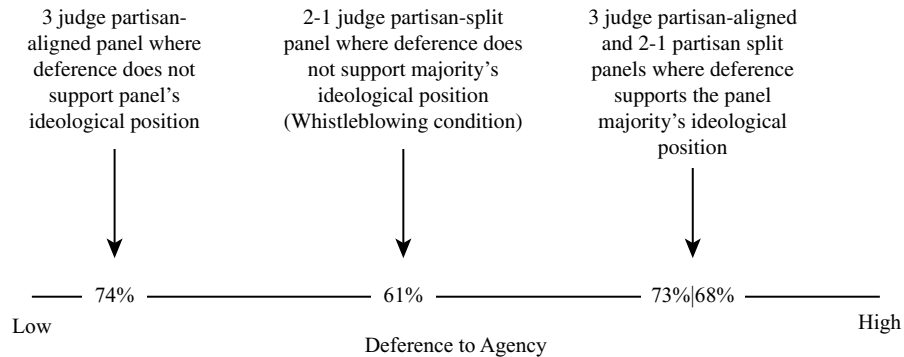 3 judge partisan-
aligned panel where
deference does not
support panel's
ideological position
2-1 judge partisan-split
panel where deference does
not support majority's
ideological position
(Whistleblowing condition)
3 judge partisan-aligned
and 2-1 partisan split
panels where deference
supports the panel
majority's ideological
position
74%
61%
73%|68%
Low
High
Deference to Agency